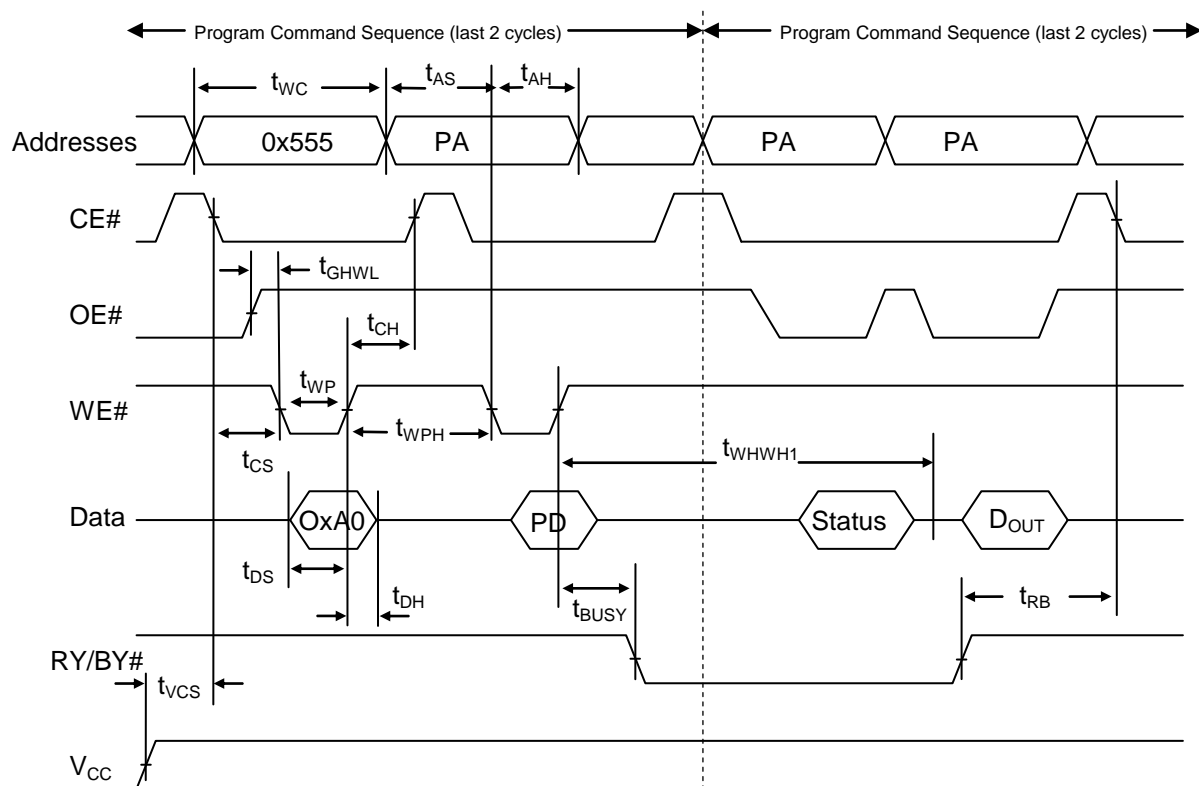 Program Command Sequence (last 2 cycles) Program Command Sequence (last 2 cycles)
tWC tAS tAH
Addresses 0x555 PA PA PA
CE#
tGHWL
OE#
tCH
tWP
WE#
tWPH
tCS tWHWH1
Data OxA0 PD Status DOUT
tDS tDH tBUSY tRB
RY/BY#
tVCS
VCC